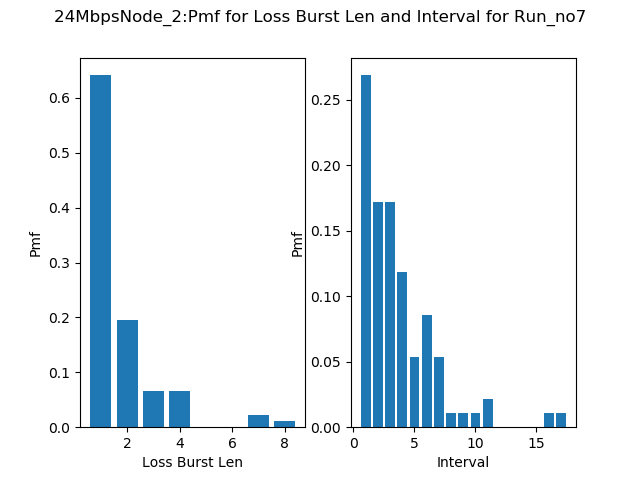 24MbpsNode_2:Pmf for Loss Burst Len and Interval for Run_no7
Pmf
0.6
0.5
0.4
0.3
0.2
0.1
0.0
2 4 6 8
Loss Burst Len
Pmf
0.25
0.20
0.15
0.10
0.05
0.00
0 5 10 15
Interval